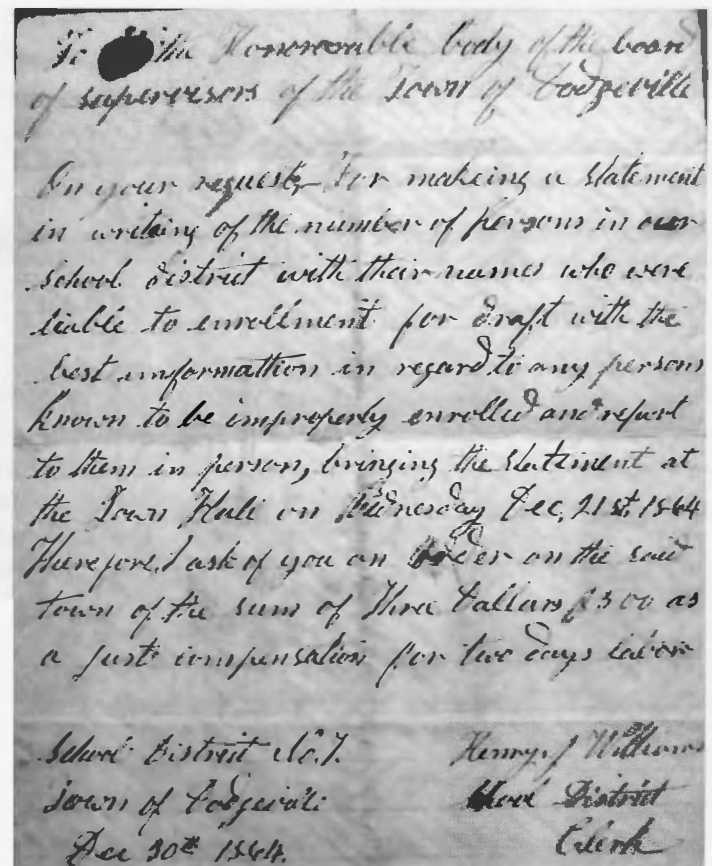 To the Honororable body of the board
of supervisors of the Town of Dodgeville
On your request, For makeing a statement
in writing of the number of persons in our
school district with their names who were
liable to enrollment for draft with the
best informattion in regard to any persons
known to be improperly enrolled and report
to them in person, bringing the statement at
the Town Hall on Wednesday Dec, 21st, 1864
Therefore, I ask of you an Order on the said
town of the sum of Three Dallars $3.00 as
a just compensation for two days labor
School District No. 7.
Town of Dodgeville
Dec 30th 1864.
Henry. J Williams
School District
Clerk